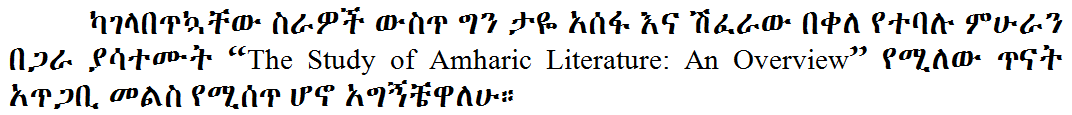 ካገላበጥኳቸው ስራዎች ውስጥ ግን ታዬ አሰፋ እና ሽፈራው በቀለ የተባሉ ምሁራን
በጋራ ያሳተሙት “The Study of Amharic Literature: An Overview” የሚለው ጥናት
አጥጋቢ መልስ የሚሰጥ ሆኖ አግኝቼዋለሁ።